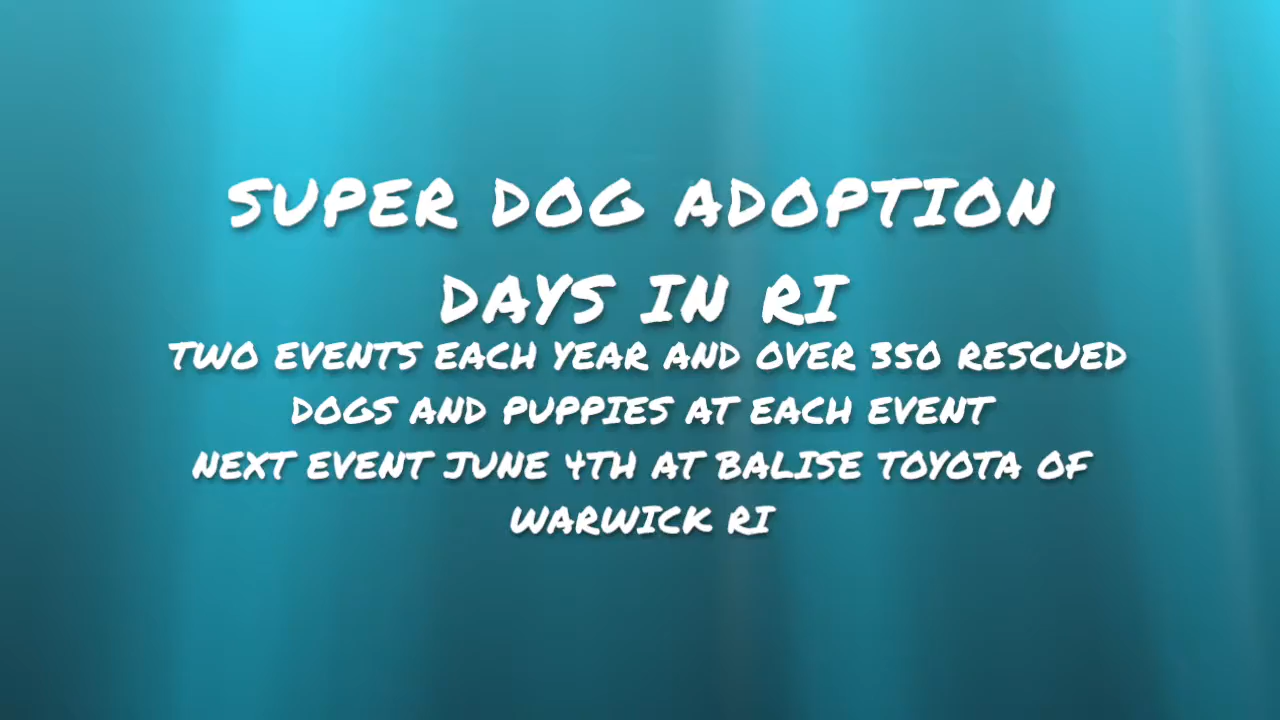 SUPER DOG ADOPTION
DAYS IN RI
TWO EVENTS EACH YEAR AND OVER 350 RESCUED
DOGS AND PUPPIES AT EACH EVENT
NEXT EVENT JUNE 4TH AT BALISE TOYOTA OF
WARWICK RI